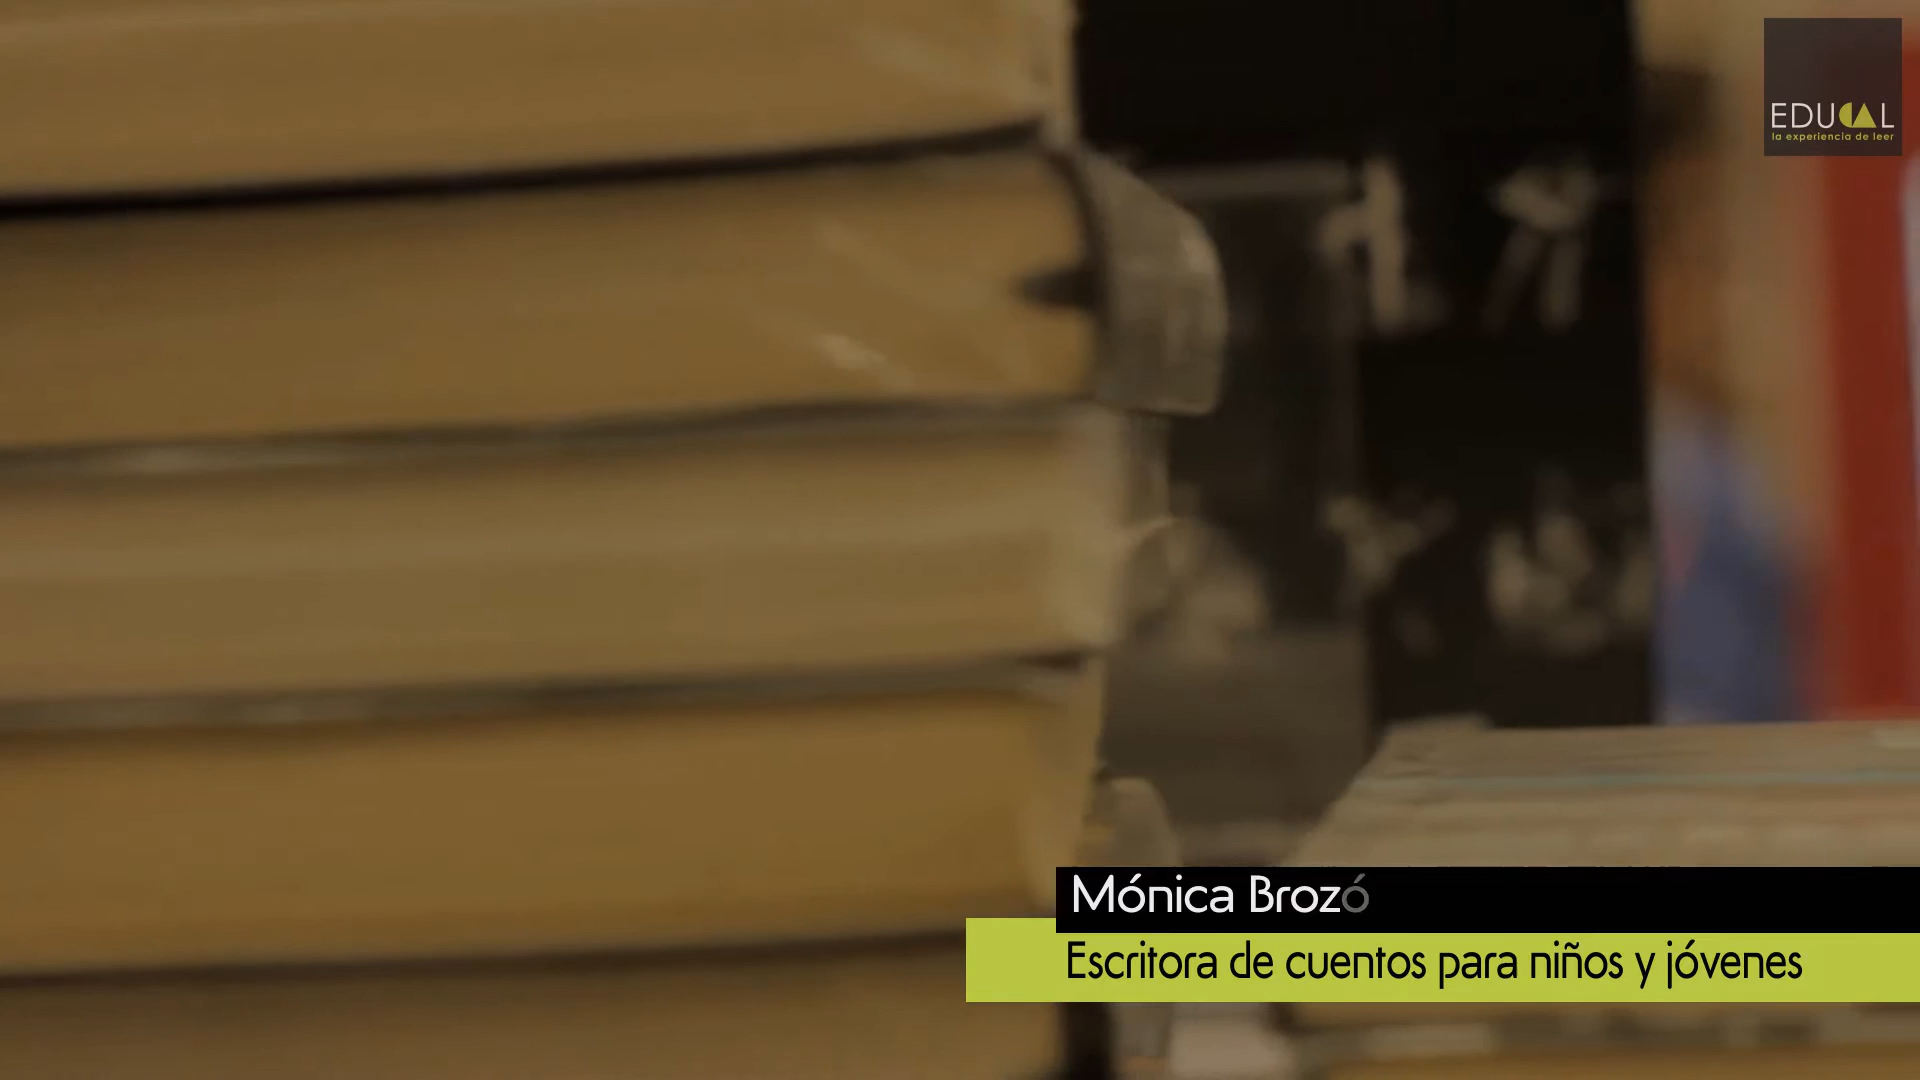 EDUCAL
la experiencia de leer
Mónica Brozó
Escritora de cuentos para niños y jóvenes